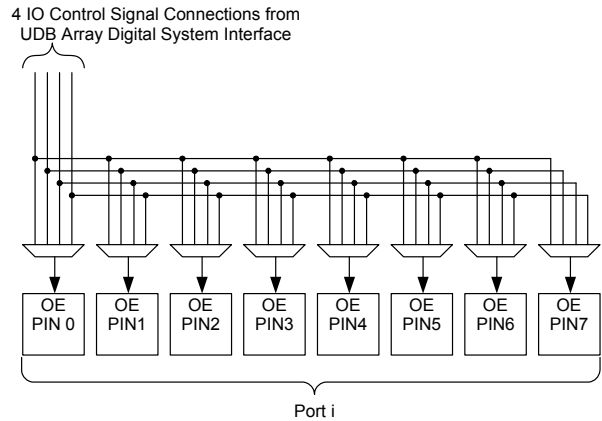 4 IO Control Signal Connections from
UDB Array Digital System Interface
OE
PIN 0
OE
PIN1
OE
PIN2
OE
PIN3
OE
PIN4
OE
PIN5
OE
PIN6
OE
PIN7
Port i